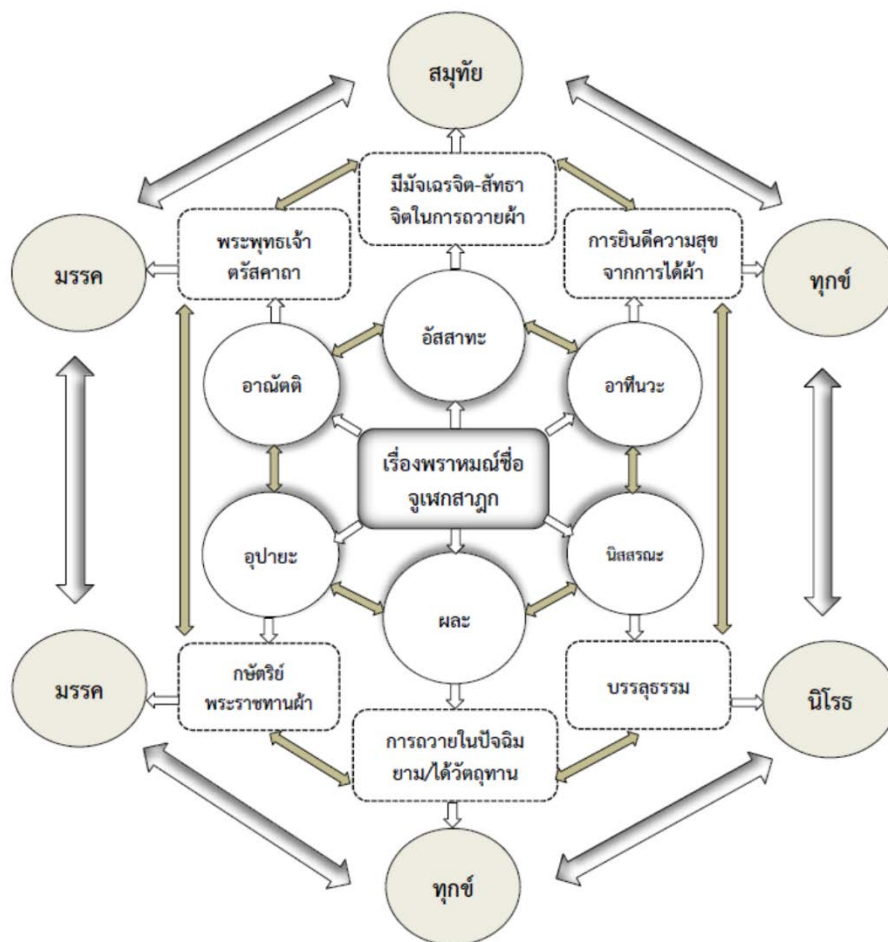 สมุทัย
มีมัจเฉรจิต-สัทธา
จิตในการถวายผ้า
พระพุทธเจ้า
ตรัสคาถา
การยินดีความสุข
จากการได้ผ้า
มรรค
ทุกข์
อัสสาทะ
อาณัตติ
อาทีนวะ
เรื่องพราหมณ์ชื่อ
จูเฬกสาฎก
อุปายะ
นิสสรณะ
ผละ
มรรค
กษัตริย์
พระราชทานผ้า
บรรลุธรรม
นิโรธ
การถวายในปัจฉิม
ยาม/ได้วัตถุทาน
ทุกข์